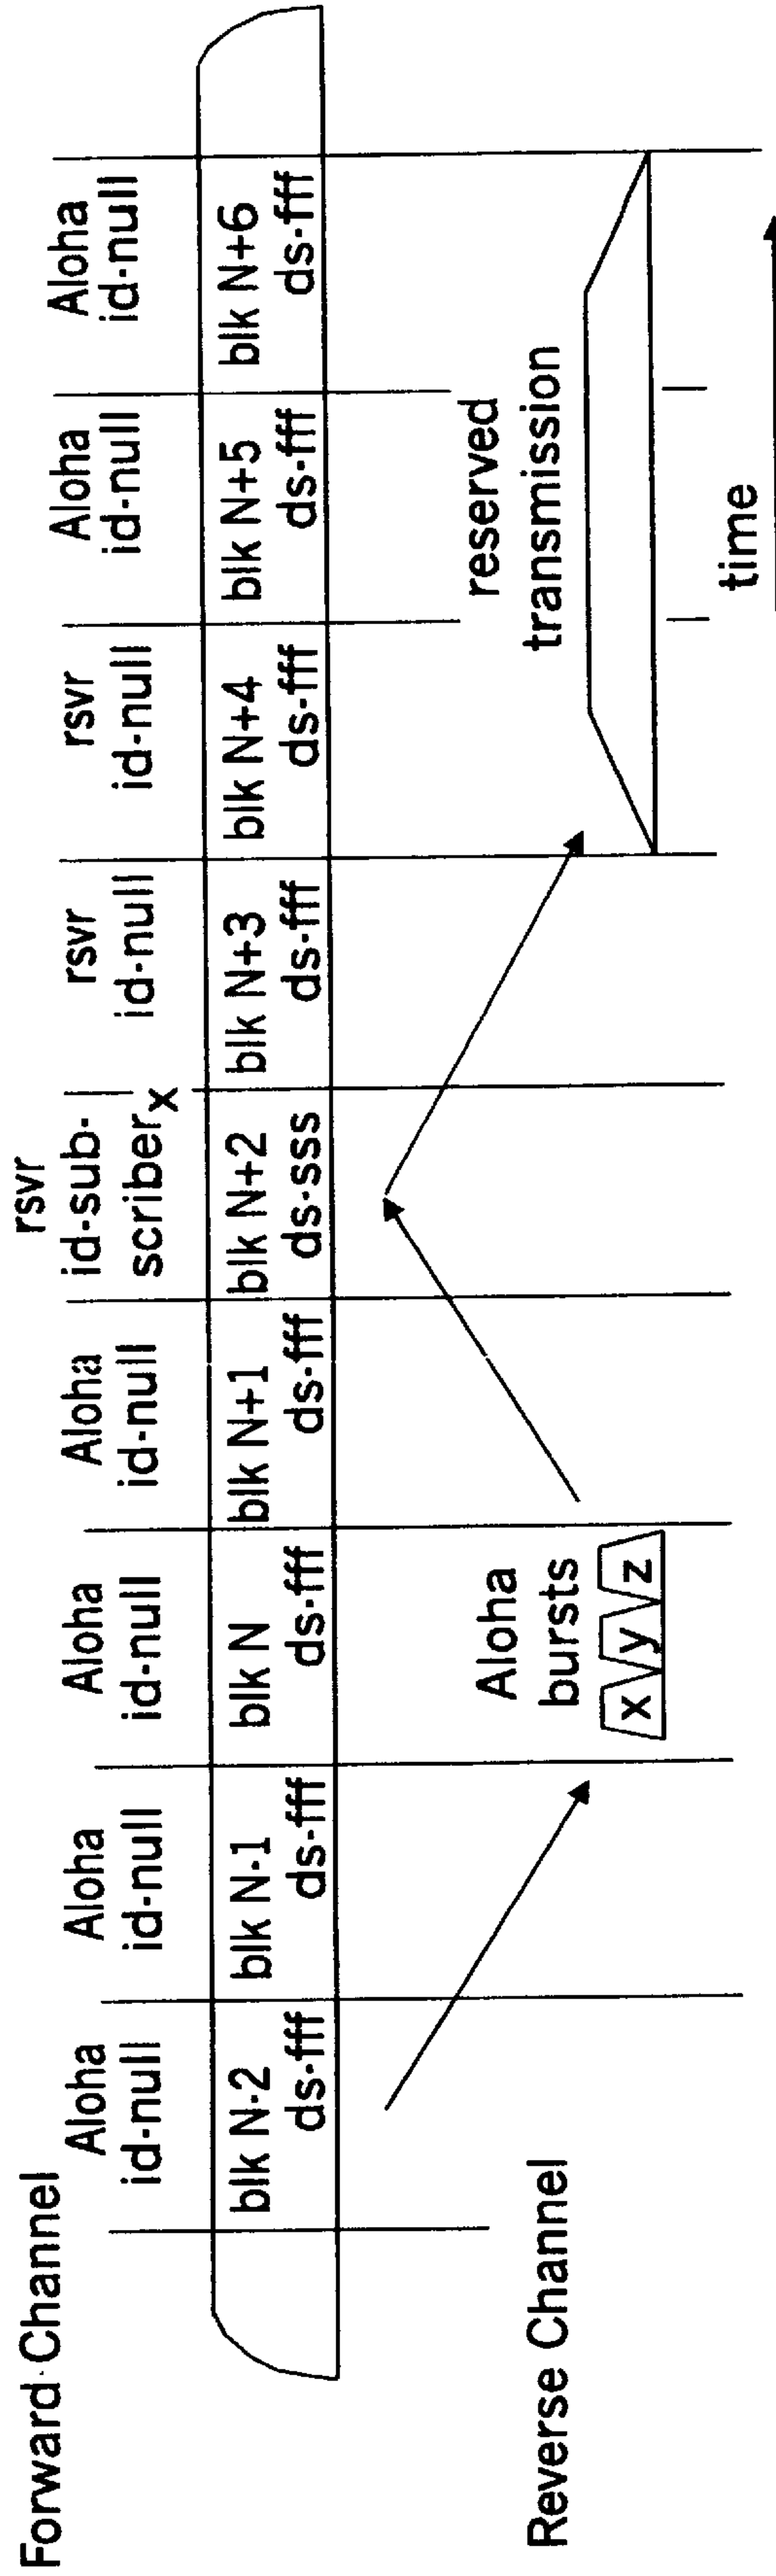 Forward Channel
Aloha
id-null
blk N-2
ds-fff
Aloha
id-null
blk N-1
ds-fff
Aloha
id-null
blk N
ds-fff
Aloha
id-null
blk N+1
ds-fff
rsvr
id-sub-
scriberx
blk N+2
ds-sss
rsvr
id-null
blk N+3
ds-fff
rsvr
id-null
blk N+4
ds-fff
Aloha
id-null
blk N+5
ds-fff
Aloha
id-null
blk N+6
ds-fff
Reverse Channel
Aloha
bursts
x y z
reserved
transmission
time